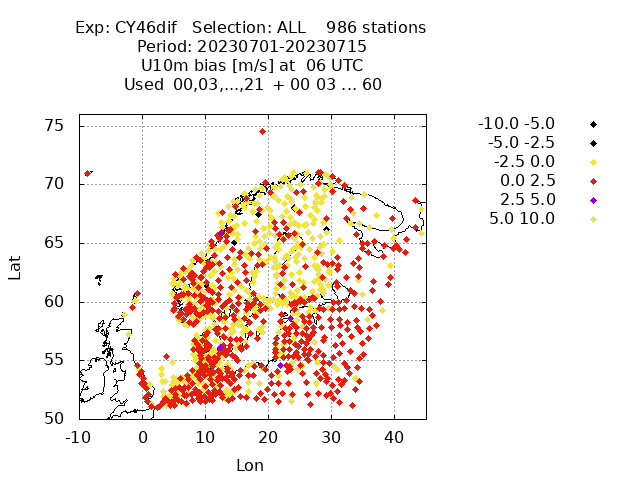 Exp: CY46dif   Selection: ALL    986 stations
Period: 20230701-20230715
U10m bias [m/s] at  06 UTC
Used  00,03,...,21  + 00 03 ... 60
-10.0 -5.0
-5.0 -2.5
-2.5 0.0
0.0 2.5
2.5 5.0
5.0 10.0
75
70
65
60
55
50
Lat
-10 0 10 20 30 40
Lon